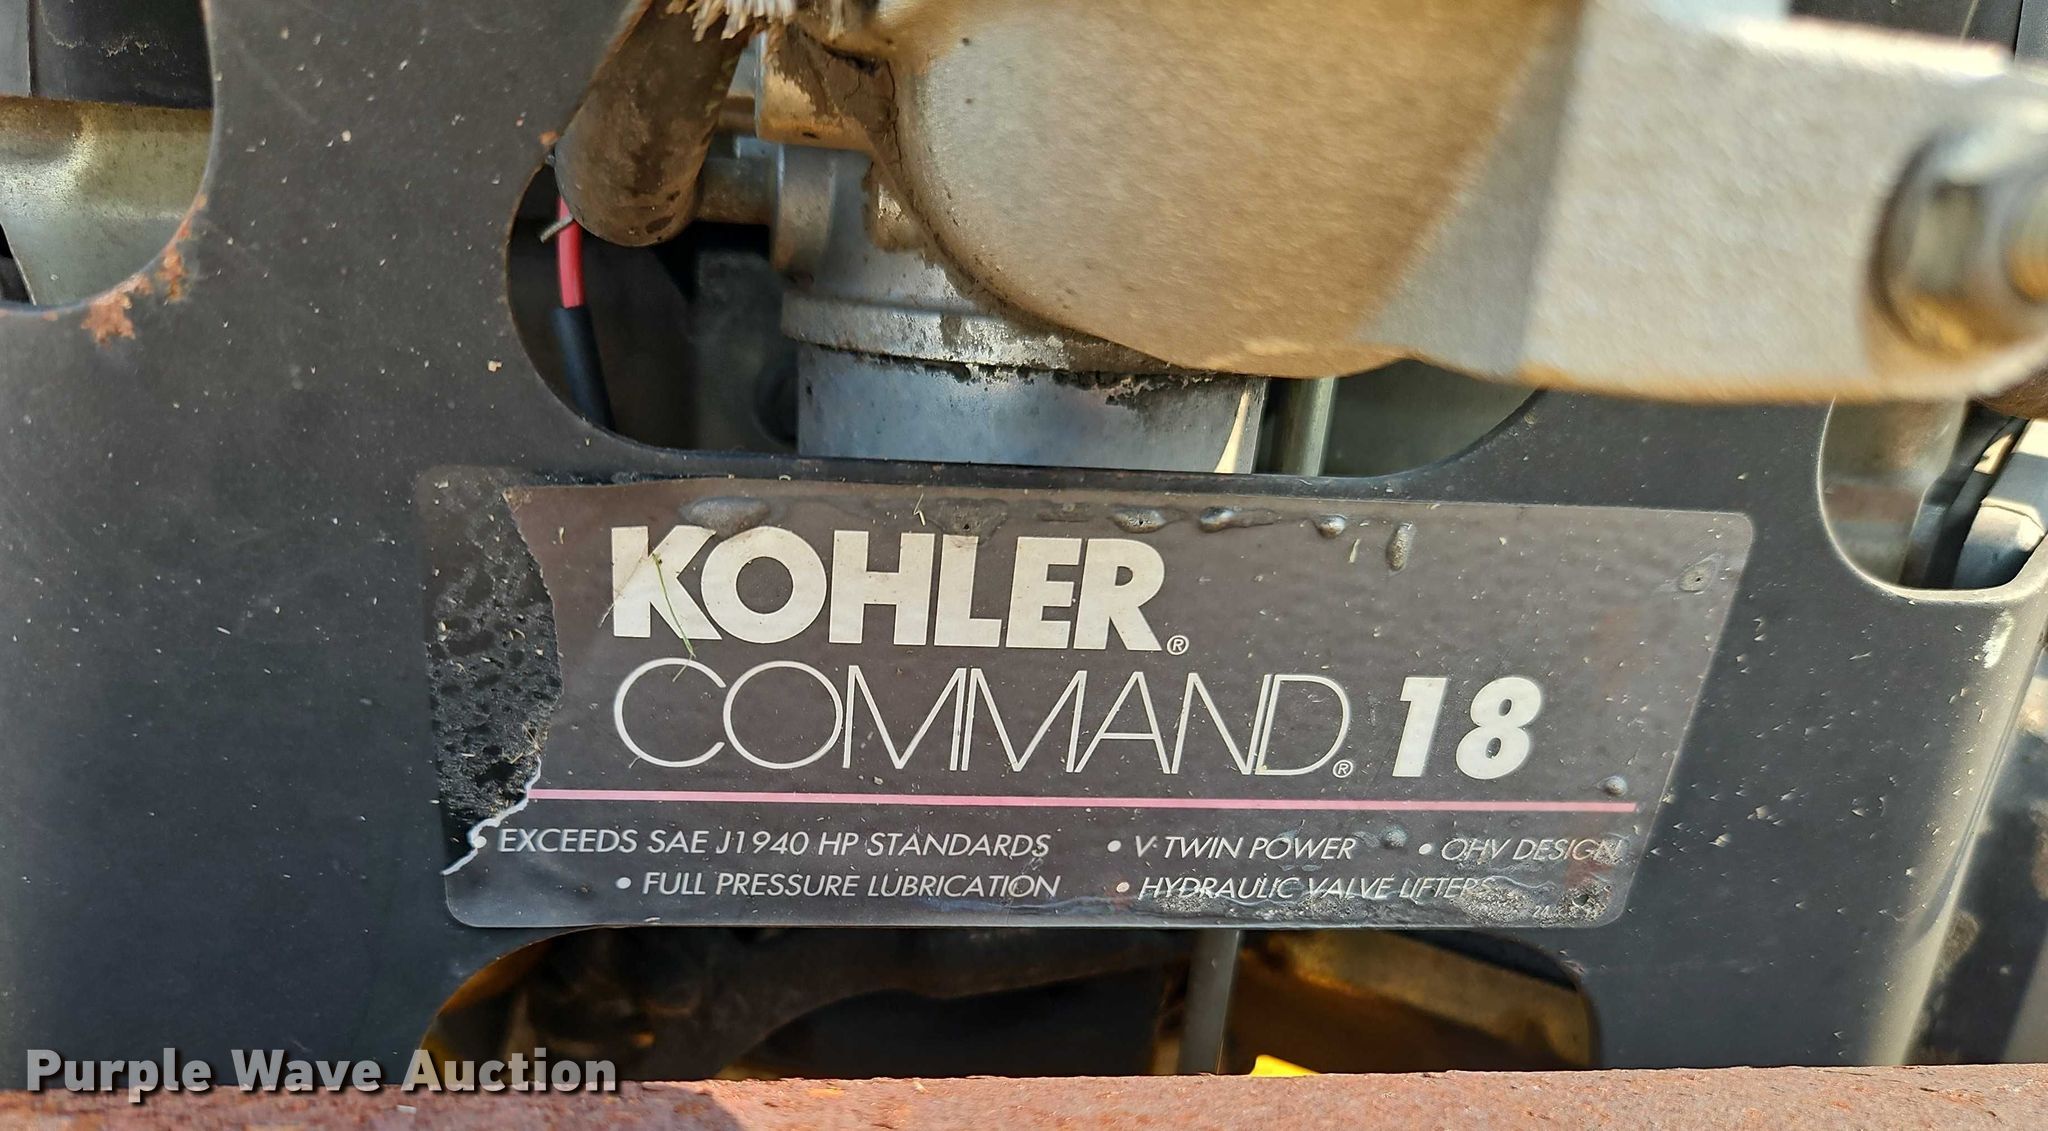 KOHLER®
COMMAND® 18
• EXCEEDS SAE J1940 HP STANDARDS • V-TWIN POWER • OHV DESIGN
• FULL PRESSURE LUBRICATION • HYDRAULIC VALVE LIFTERS
Purple Wave Auction